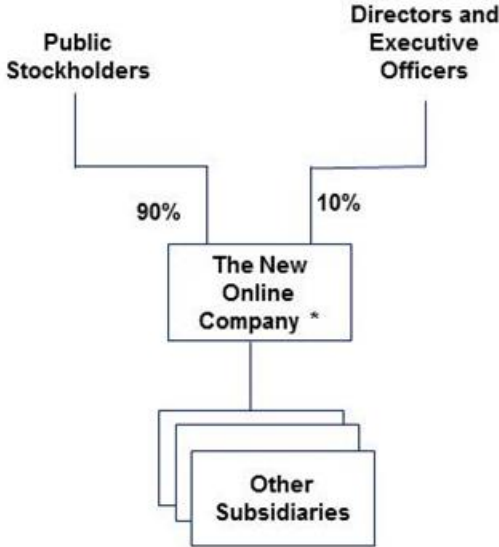 Public
Stockholders
Directors and
Executive
Officers
90%
10%
The New
Online
Company *
Other
Subsidiaries